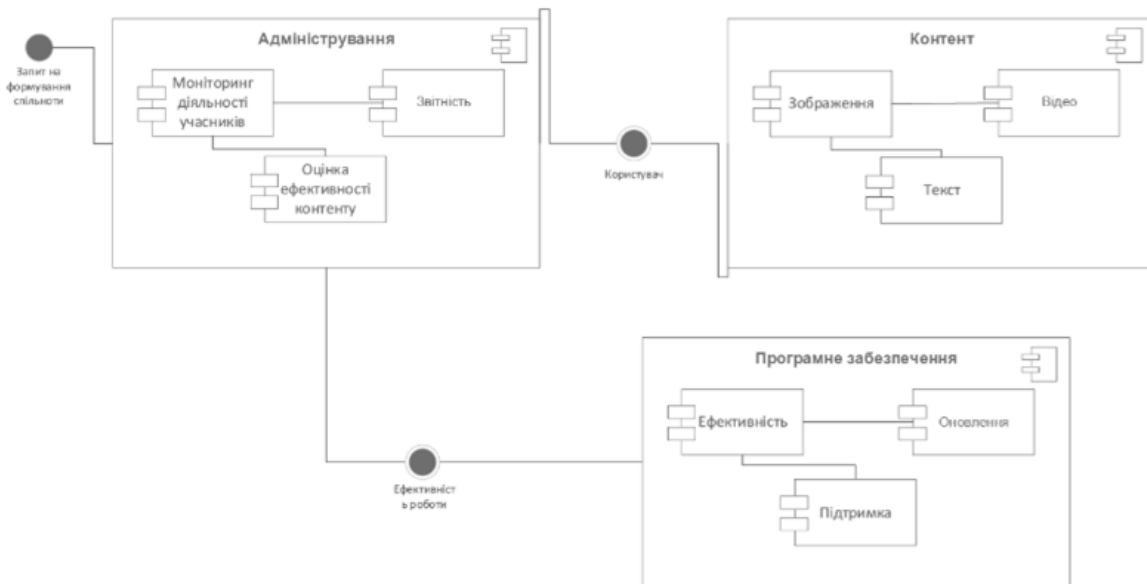 Адміністрування
Запит на
формування
спільноти
Моніторинг
діяльності
учасників
Звітність
Оцінка
ефективності
контенту
Користувач
Контент
Зображення
Відео
Текст
Ефективніст
ь роботи
Програмне забезпечення
Ефективність
Оновлення
Підтримка